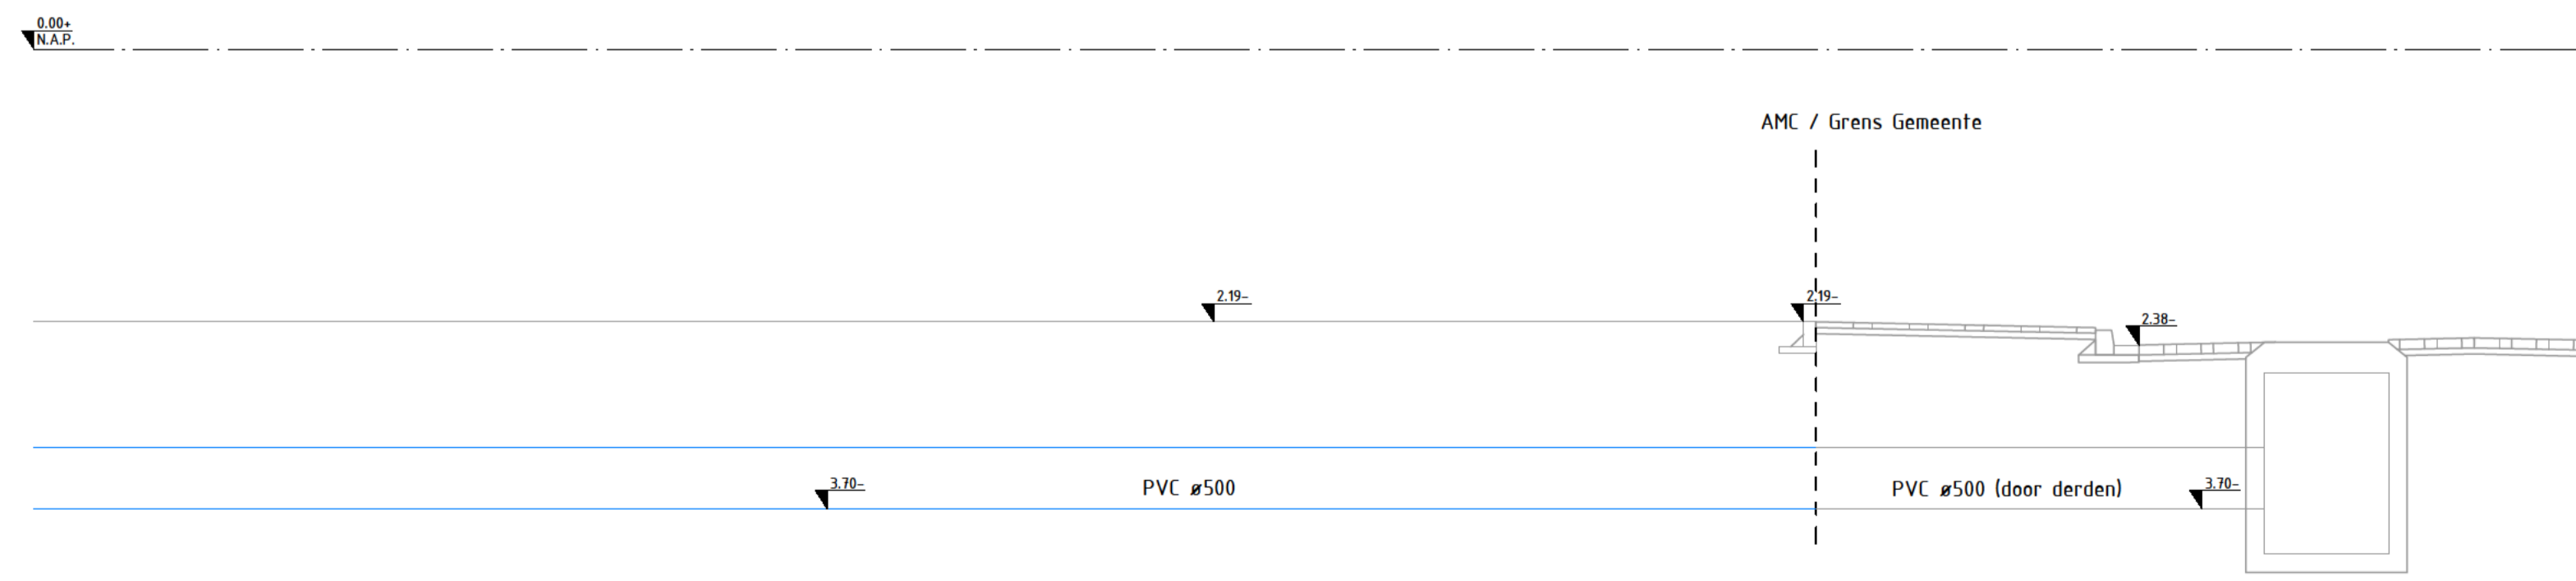 0.00+
N.A.P.
AMC / Grens Gemeente
2.19-
2.19-
2.38-
3.70-
PVC ø500
PVC ø500 (door derden)
3.70-